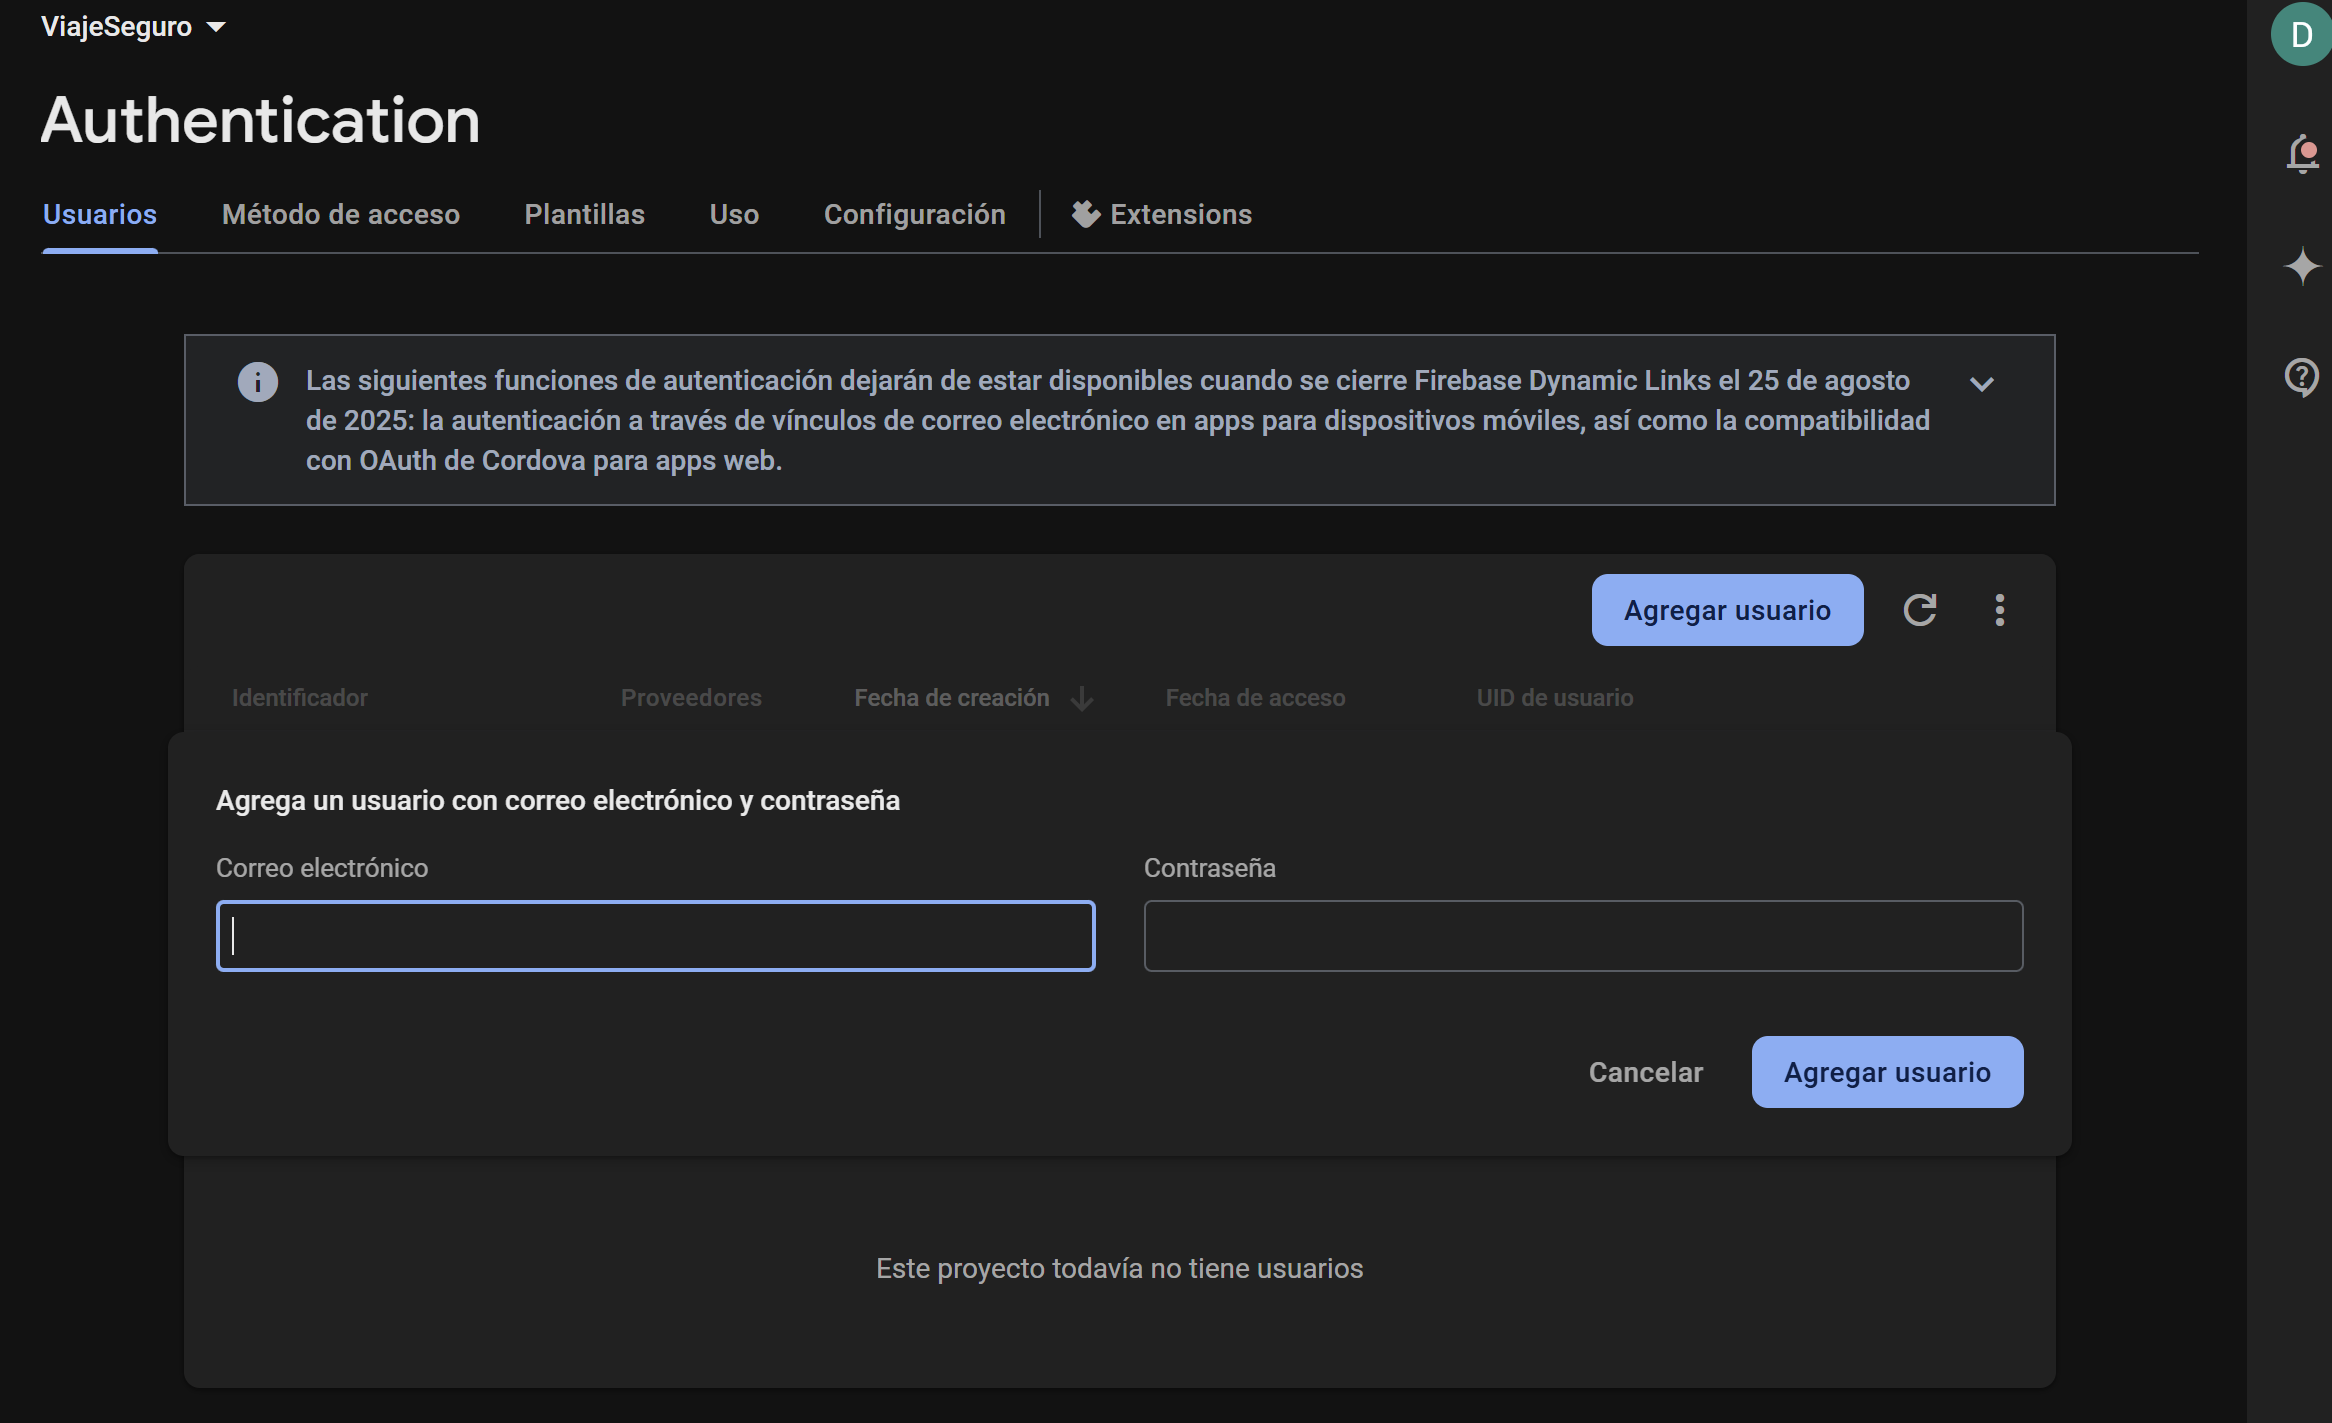 ViajeSeguro
D
Authentication
Usuarios Método de acceso Plantillas Uso Configuración Extensions
Las siguientes funciones de autenticación dejarán de estar disponibles cuando se cierre Firebase Dynamic Links el 25 de agosto
de 2025: la autenticación a través de vínculos de correo electrónico en apps para dispositivos móviles, así como la compatibilidad
con OAuth de Cordova para apps web.
Agregar usuario
Identificador Proveedores Fecha de creación Fecha de acceso UID de usuario
Agrega un usuario con correo electrónico y contraseña
Correo electrónico Contraseña
Cancelar Agregar usuario
Este proyecto todavía no tiene usuarios